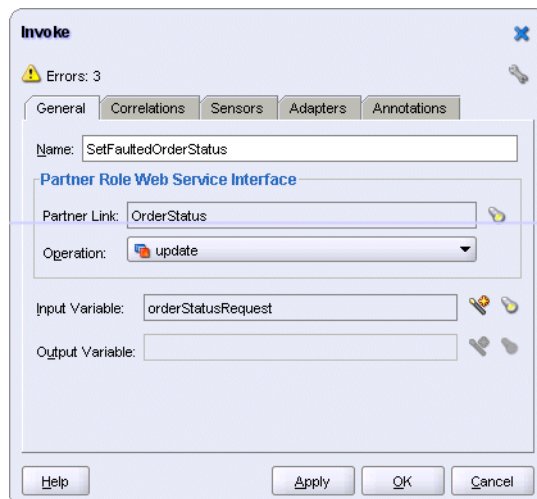 Invoke
Errors: 3
General Correlations Sensors Adapters Annotations
Name: SetFaultedOrderStatus
Partner Role Web Service Interface
Partner Link: OrderStatus
Operation: update
Input Variable: orderStatusRequest
Output Variable:
Help Apply OK Cancel